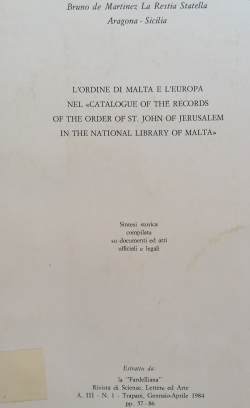 Bruno de Martinez La Restia Statella
Aragona - Sicilia
L'ORDINE DI MALTA E L'EUROPA
NEL «CATALOGUE OF THE RECORDS
OF THE ORDER OF ST. JOHN OF JERUSALEM
IN THE NATIONAL LIBRARY OF MALTA»
Sintesi storica
compilata
su documenti ed atti
officiali e legali
Estratto da:
la "Fardelliana"
Rivista di Scienze, Lettere ed Arte
A. III - N. 1 - Trapani, Gennaio-Aprile 1984
pp. 57 - 86